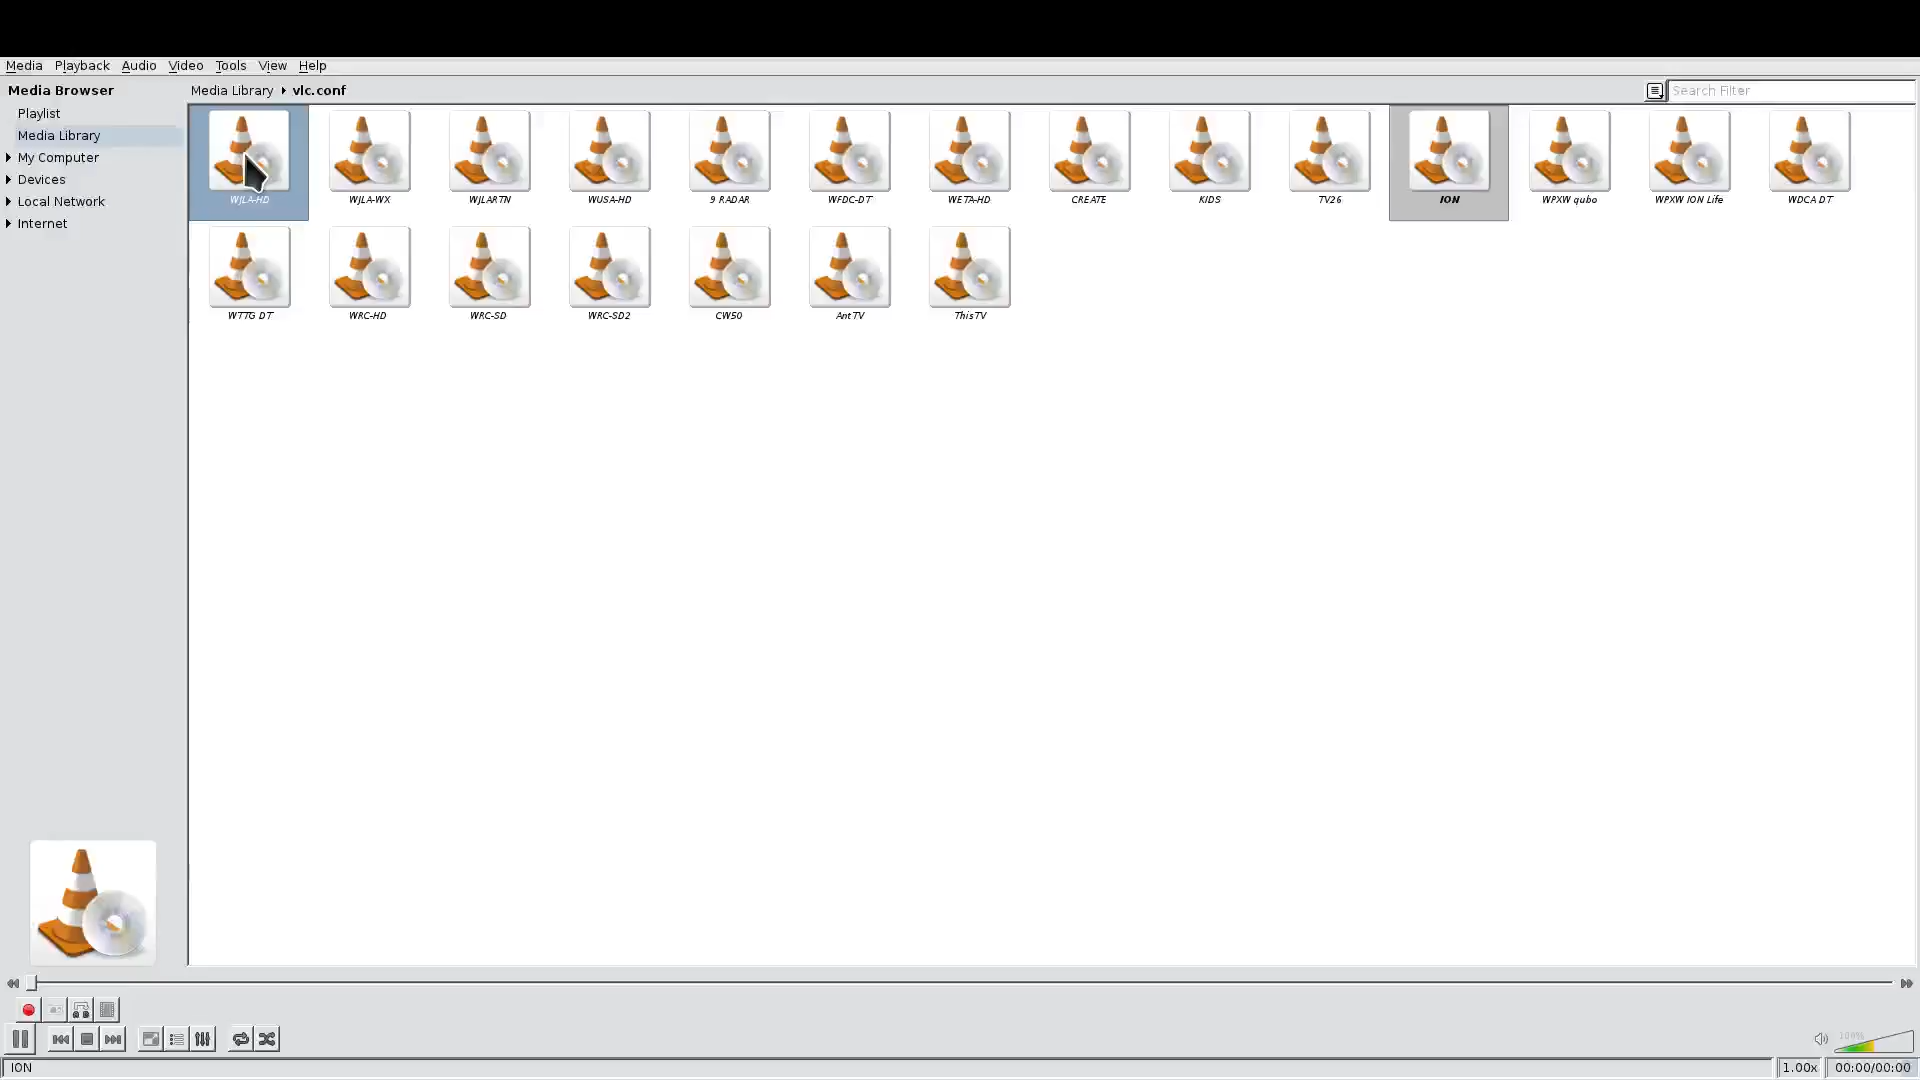 Media Playback Audio Video Tools View Help
Media Browser
Media Library vlc.conf
Search Filter
Playlist
Media Library
My Computer
Devices
Local Network
Internet
WJLA-HD WJLA-WX WJLARTN WUSA-HD 9 RADAR WFDC-DT WETA-HD CREATE KIDS TV26 ION WPXW qubo WPXW ION Life WDCA DT
WTTG DT WRC-HD WRC-SD WRC-SD2 CW50 AntTV ThisTV
100%
ION 1.00x 00:00/00:00